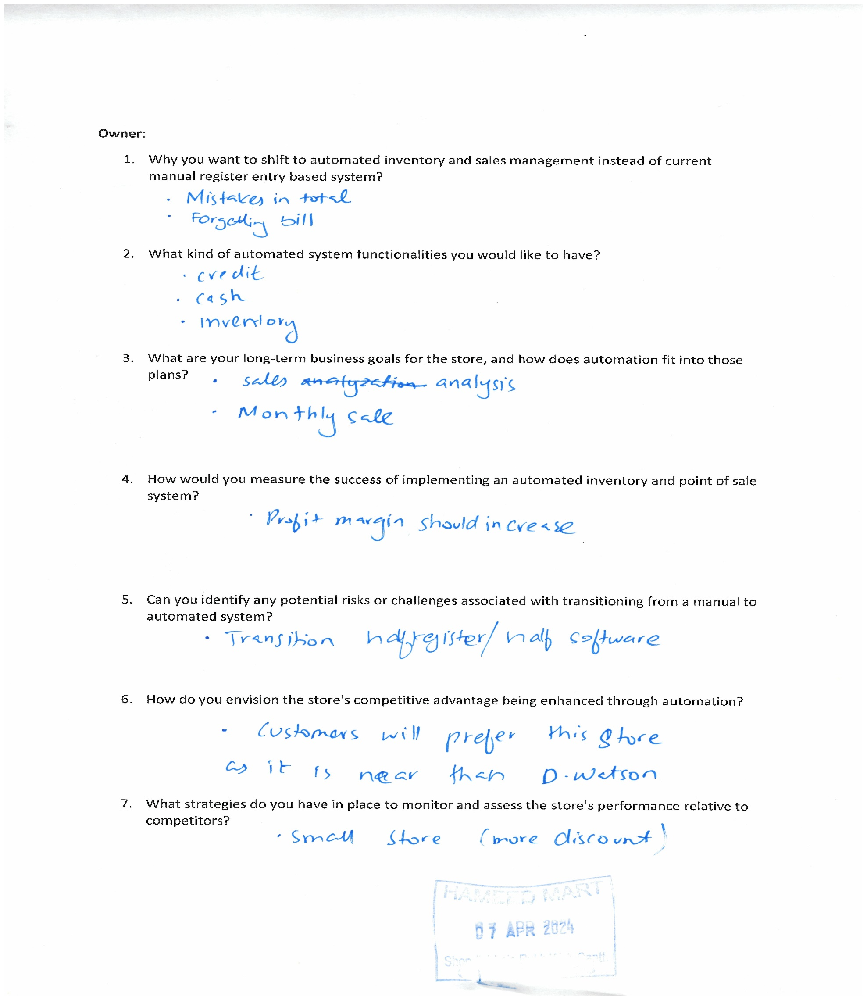 Owner:
1. Why you want to shift to automated inventory and sales management instead of current
manual register entry based system?
· Mistakes in total
· Forgetting bill
2. What kind of automated system functionalities you would like to have?
· credit
· cash
· inventory
3. What are your long-term business goals for the store, and how does automation fit into those
plans?
· sales analyzation analysis
· Monthly sale
4. How would you measure the success of implementing an automated inventory and point of sale
system?
· Profit margin should increase
5. Can you identify any potential risks or challenges associated with transitioning from a manual to
automated system?
· Transition half register/ half software
6. How do you envision the store's competitive advantage being enhanced through automation?
- Customers will prefer this store
as it is near than D. Watson
7. What strategies do you have in place to monitor and assess the store's performance relative to
competitors?
· Small Store (more discount)
HAMEED MART
07 APR 2024
Shop Cantt.